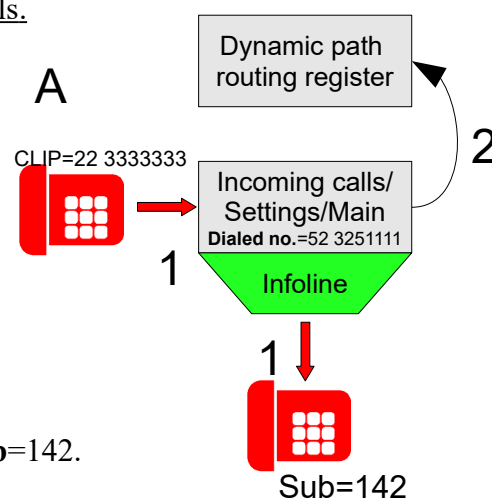 ls.
Dynamic path
routing register
A
2
CLIP=22 3333333
Incoming calls/
Settings/Main
Dialed no.=52 3251111
1
Infoline
1
=142.
Sub=142